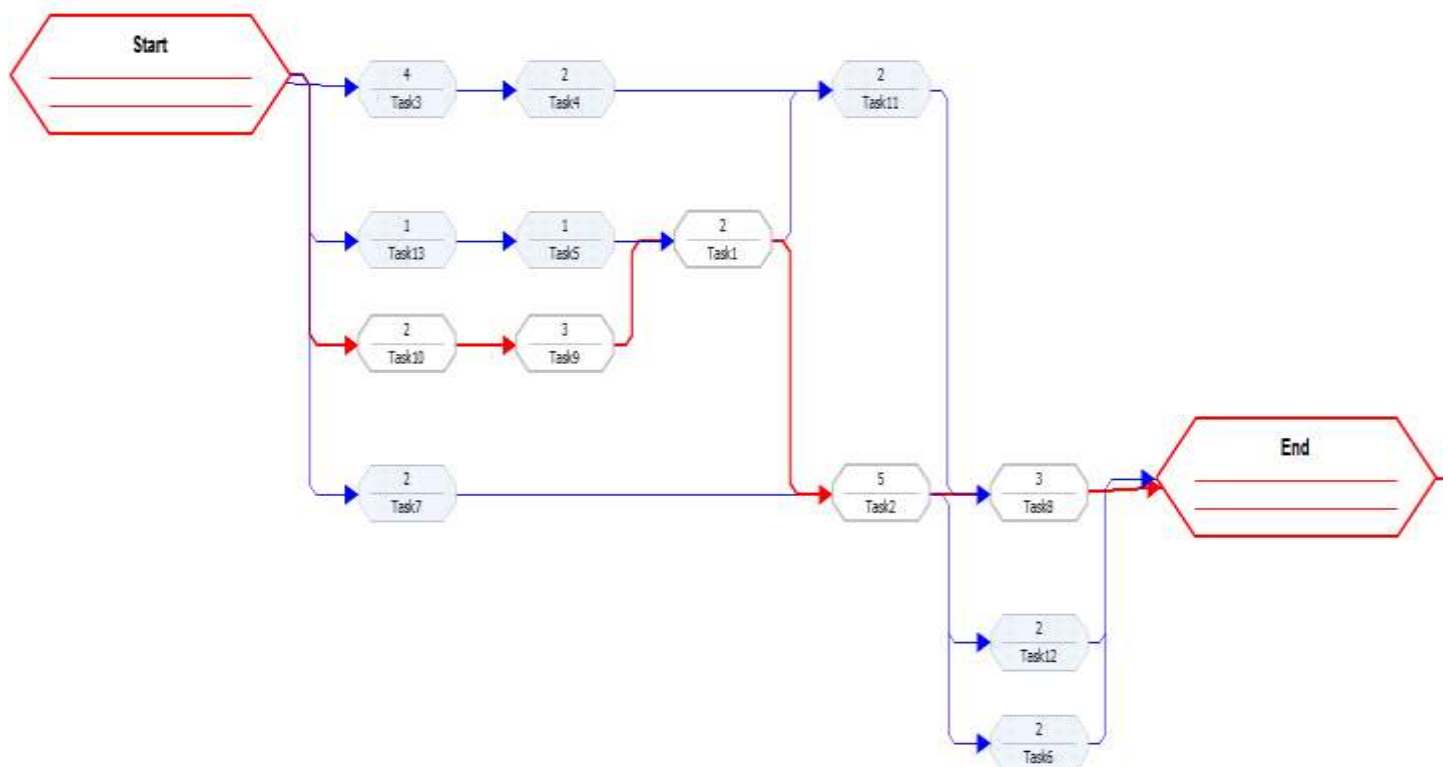 Start
4
Task3
2
Task4
2
Task11
1
Task13
1
Task5
2
Task1
2
Task10
3
Task9
2
Task7
5
Task2
3
Task8
End
2
Task12
2
Task6